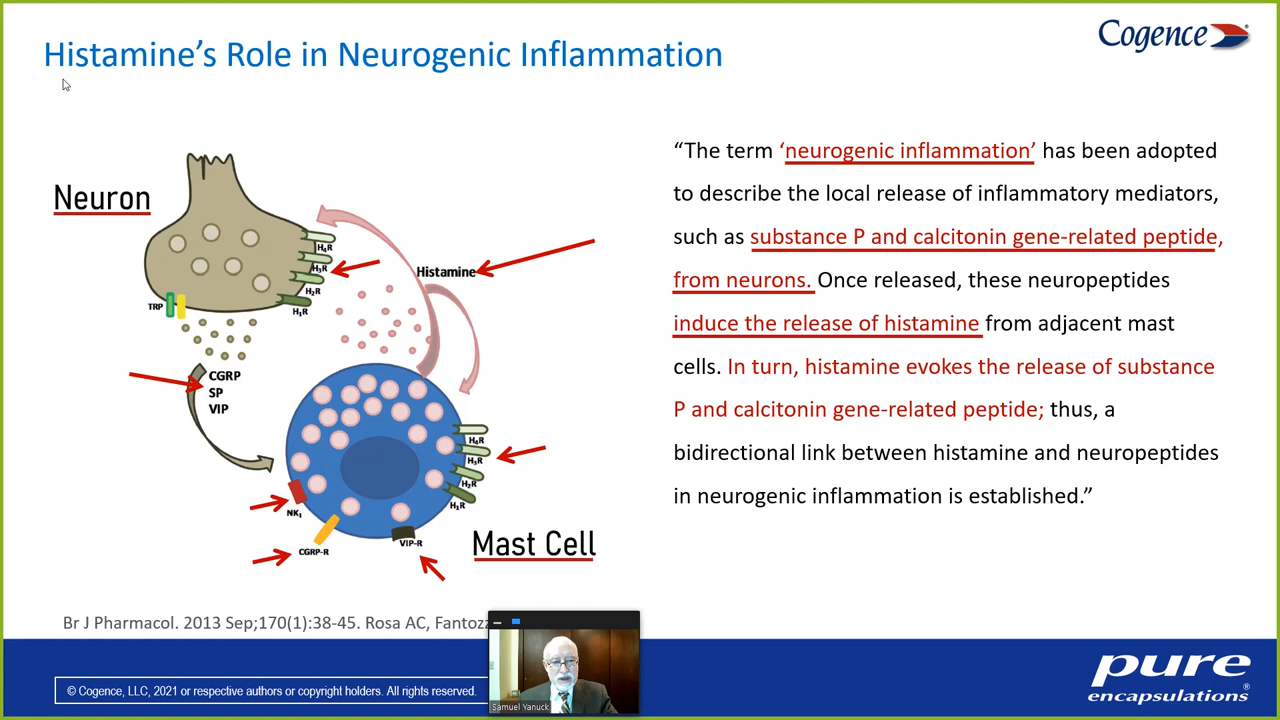 Histamine’s Role in Neurogenic Inflammation
Cogence
Neuron
H₄R
H₃R
H₂R
H₁R
TRP
Histamine
CGRP
SP
VIP
H₄R
H₃R
H₂R
H₁R
NK₁
CGRP-R
VIP-R
Mast Cell
“The term ‘neurogenic inflammation’ has been adopted
to describe the local release of inflammatory mediators,
such as substance P and calcitonin gene-related peptide,
from neurons. Once released, these neuropeptides
induce the release of histamine from adjacent mast
cells. In turn, histamine evokes the release of substance
P and calcitonin gene-related peptide; thus, a
bidirectional link between histamine and neuropeptides
in neurogenic inflammation is established.”
Br J Pharmacol. 2013 Sep;170(1):38-45. Rosa AC, Fantozz
© Cogence, LLC, 2021 or respective authors or copyright holders. All rights reserved.
Samuel Yanuck
pure
encapsulations®